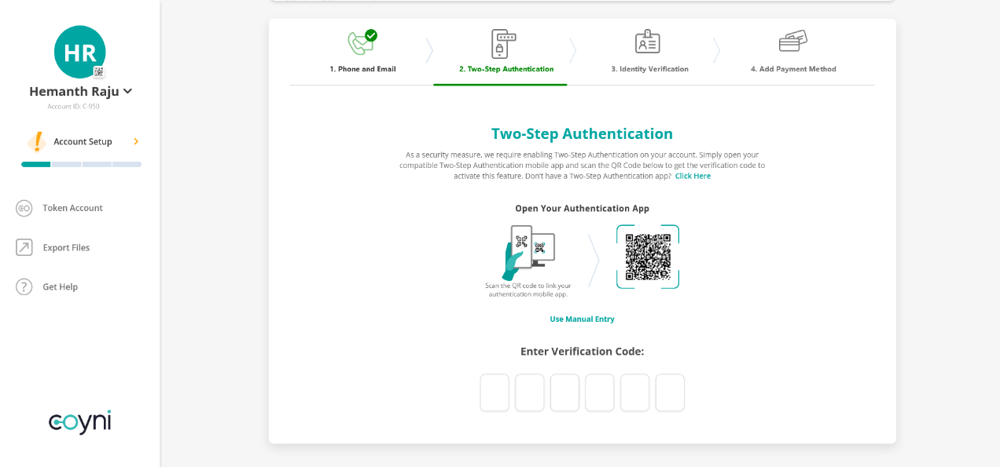 HR
Hemanth Raju
Account ID: C-950
Account Setup
Token Account
Export Files
Get Help
coyni
1. Phone and Email
2. Two-Step Authentication
3. Identity Verification
4. Add Payment Method
Two-Step Authentication
As a security measure, we require enabling Two-Step Authentication on your account. Simply open your
compatible Two-Step Authentication mobile app and scan the QR Code below to get the verification code to
activate this feature. Don't have a Two-Step Authentication app? Click Here
Open Your Authentication App
Scan the QR code to link your
authentication mobile app.
Use Manual Entry
Enter Verification Code: